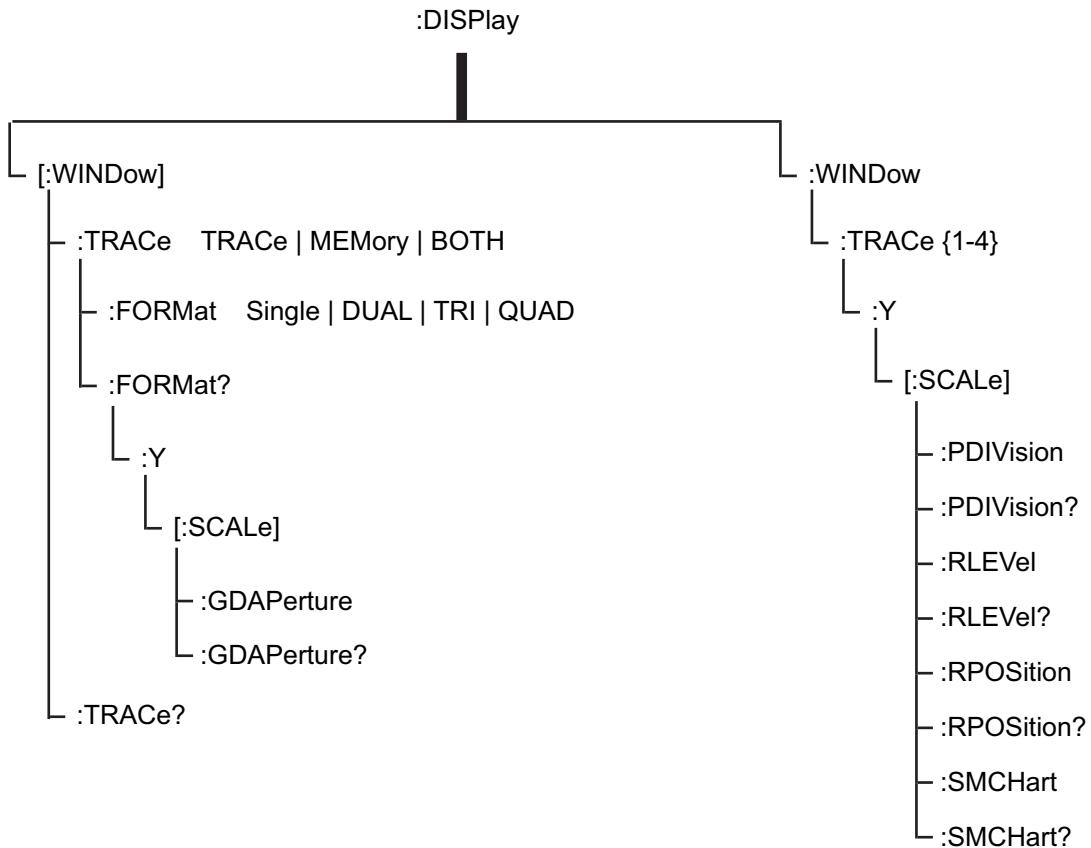 :DISPlay
[:WINDow]
:TRACe TRACe | MEMory | BOTH
:FORMat Single | DUAL | TRI | QUAD
:FORMat?
:Y
[:SCALe]
:GDAPerture
:GDAPerture?
:TRACe?
:WINDow
:TRACe {1-4}
:Y
[:SCALe]
:PDIVision
:PDIVision?
:RLEVel
:RLEVel?
:RPOSition
:RPOSition?
:SMCHart
:SMCHart?